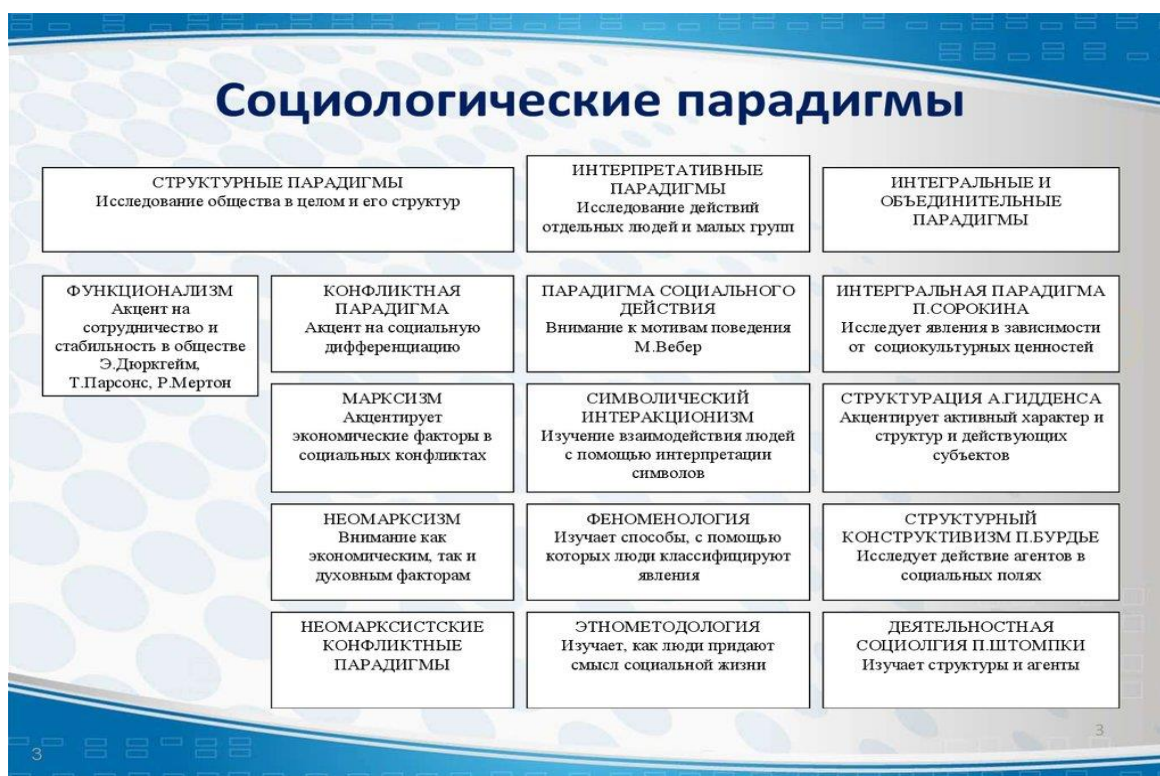 Социологические парадигмы
СТРУКТУРНЫЕ ПАРАДИГМЫ
Исследование общества в целом и его структур
ИНТЕРПРЕТАТИВНЫЕ
ПАРАДИГМЫ
Исследование действий
отдельных людей и малых групп
ИНТЕГРАЛЬНЫЕ И
ОБЪЕДИНИТЕЛЬНЫЕ
ПАРАДИГМЫ
ФУНКЦИОНАЛИЗМ
Акцент на
сотрудничество и
стабильность в обществе
Э.Дюркгейм,
Т.Парсонс, Р.Мертон
КОНФЛИКТНАЯ
ПАРАДИГМА
Акцент на социальную
дифференциацию
ПАРАДИГМА СОЦИАЛЬНОГО
ДЕЙСТВИЯ
Внимание к мотивам поведения
М.Вебер
ИНТЕРГРАЛЬНАЯ ПАРАДИГМА
П.СОРОКИНА
Исследует явления в зависимости
от социокультурных ценностей
МАРКСИЗМ
Акцентирует
экономические факторы в
социальных конфликтах
СИМВОЛИЧЕСКИЙ
ИНТЕРАКЦИОНИЗМ
Изучение взаимодействия людей
с помощью интерпретации
символов
СТРУКТУРАЦИЯ А.ГИДДЕНСА
Акцентирует активный характер и
структур и действующих
субъектов
НЕОМАРКСИЗМ
Внимание как
экономическим, так и
духовным факторам
ФЕНОМЕНОЛОГИЯ
Изучает способы, с помощью
которых люди классифицируют
явления
СТРУКТУРНЫЙ
КОНСТРУКТИВИЗМ П.БУРДЬЕ
Исследует действие агентов в
социальных полях
НЕОМАРКСИСТСКИЕ
КОНФЛИКТНЫЕ
ПАРАДИГМЫ
ЭТНОМЕТОДОЛОГИЯ
Изучает, как люди придают
смысл социальной жизни
ДЕЯТЕЛЬНОСТНАЯ
СОЦИОЛГИЯ П.ШТОМПКИ
Изучает структуры и агенты
3
3